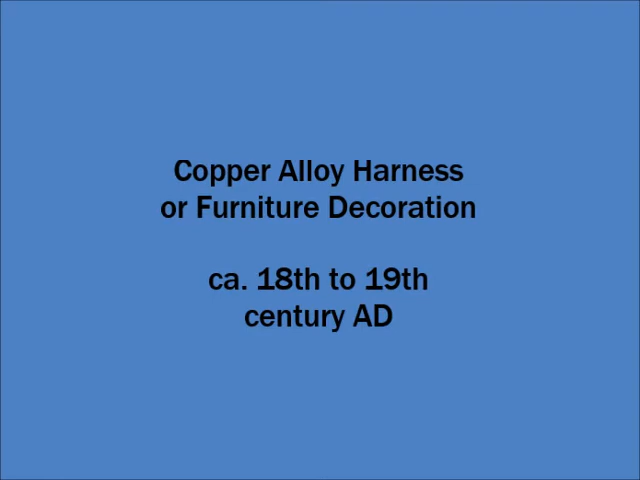 Copper Alloy Harness
or Furniture Decoration
ca. 18th to 19th
century AD